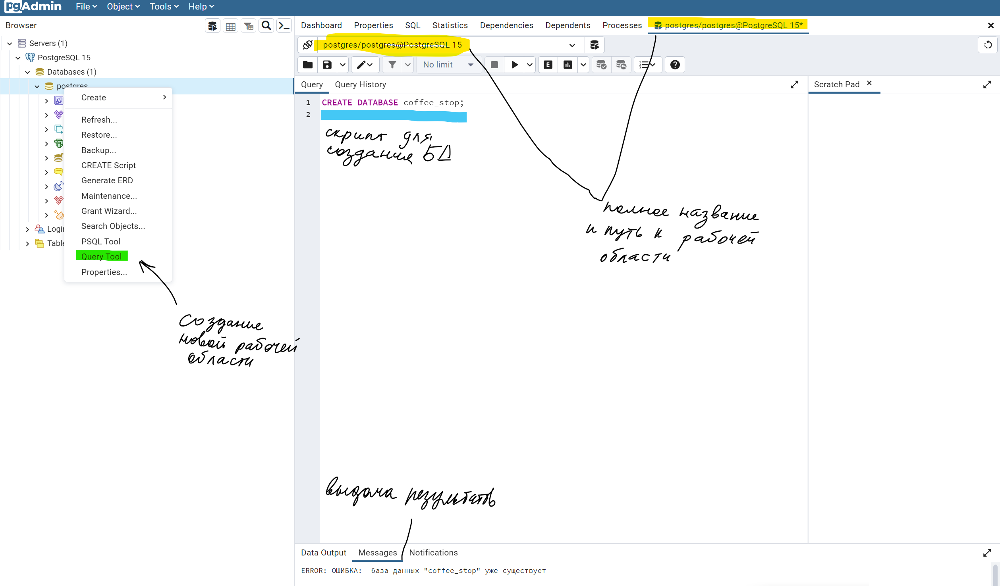 pgAdmin File Object Tools Help
Browser
Servers (1)
PostgreSQL 15
Databases (1)
postgres
Create
Refresh...
Restore...
Backup...
CREATE Script
Generate ERD
Maintenance...
Grant Wizard...
Search Objects...
PSQL Tool
Query Tool
Properties...
Login
Table
создание
новой рабочей
области
Dashboard Properties SQL Statistics Dependencies Dependents Processes postgres/postgres@PostgreSQL 15*
postgres/postgres@PostgreSQL 15
No limit
Query Query History
Scratch Pad
1 CREATE DATABASE coffee_stop;
2
скрипт для
создания БД
полное название
и путь к рабочей
области
выдача результатов
Data Output Messages Notifications
ERROR: ОШИБКА: база данных "coffee_stop" уже существует